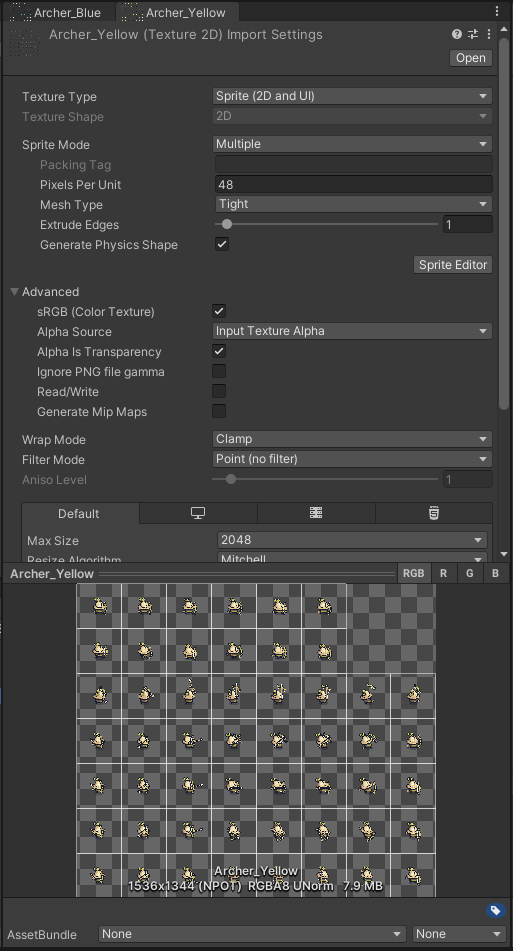 Archer_Blue Archer_Yellow
Archer_Yellow (Texture 2D) Import Settings
Open
Texture Type Sprite (2D and UI)
Texture Shape 2D
Sprite Mode Multiple
Packing Tag
Pixels Per Unit 48
Mesh Type Tight
Extrude Edges 1
Generate Physics Shape
Sprite Editor
Advanced
sRGB (Color Texture)
Alpha Source Input Texture Alpha
Alpha Is Transparency
Ignore PNG file gamma
Read/Write
Generate Mip Maps
Wrap Mode Clamp
Filter Mode Point (no filter)
Aniso Level 1
Default
Max Size 2048
Resize Algorithm Mitchell
Archer_Yellow RGB R G B
Archer_Yellow
1536x1344 (NPOT) RGBA8 UNorm 7.9 MB
AssetBundle None None